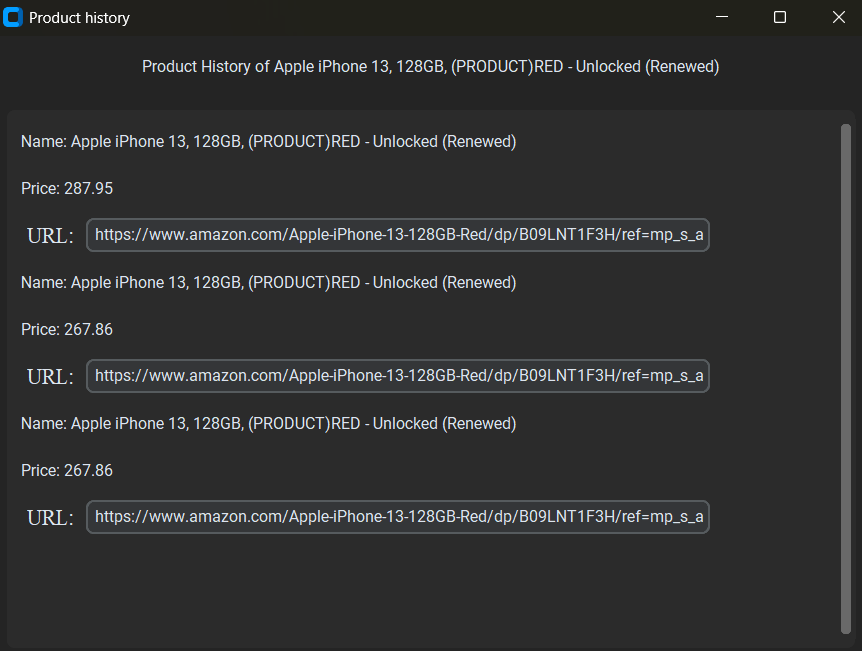 Product history
Product History of Apple iPhone 13, 128GB, (PRODUCT)RED - Unlocked (Renewed)
Name: Apple iPhone 13, 128GB, (PRODUCT)RED - Unlocked (Renewed)
Price: 287.95
URL: https://www.amazon.com/Apple-iPhone-13-128GB-Red/dp/B09LNT1F3H/ref=mp_s_a
Name: Apple iPhone 13, 128GB, (PRODUCT)RED - Unlocked (Renewed)
Price: 267.86
URL: https://www.amazon.com/Apple-iPhone-13-128GB-Red/dp/B09LNT1F3H/ref=mp_s_a
Name: Apple iPhone 13, 128GB, (PRODUCT)RED - Unlocked (Renewed)
Price: 267.86
URL: https://www.amazon.com/Apple-iPhone-13-128GB-Red/dp/B09LNT1F3H/ref=mp_s_a